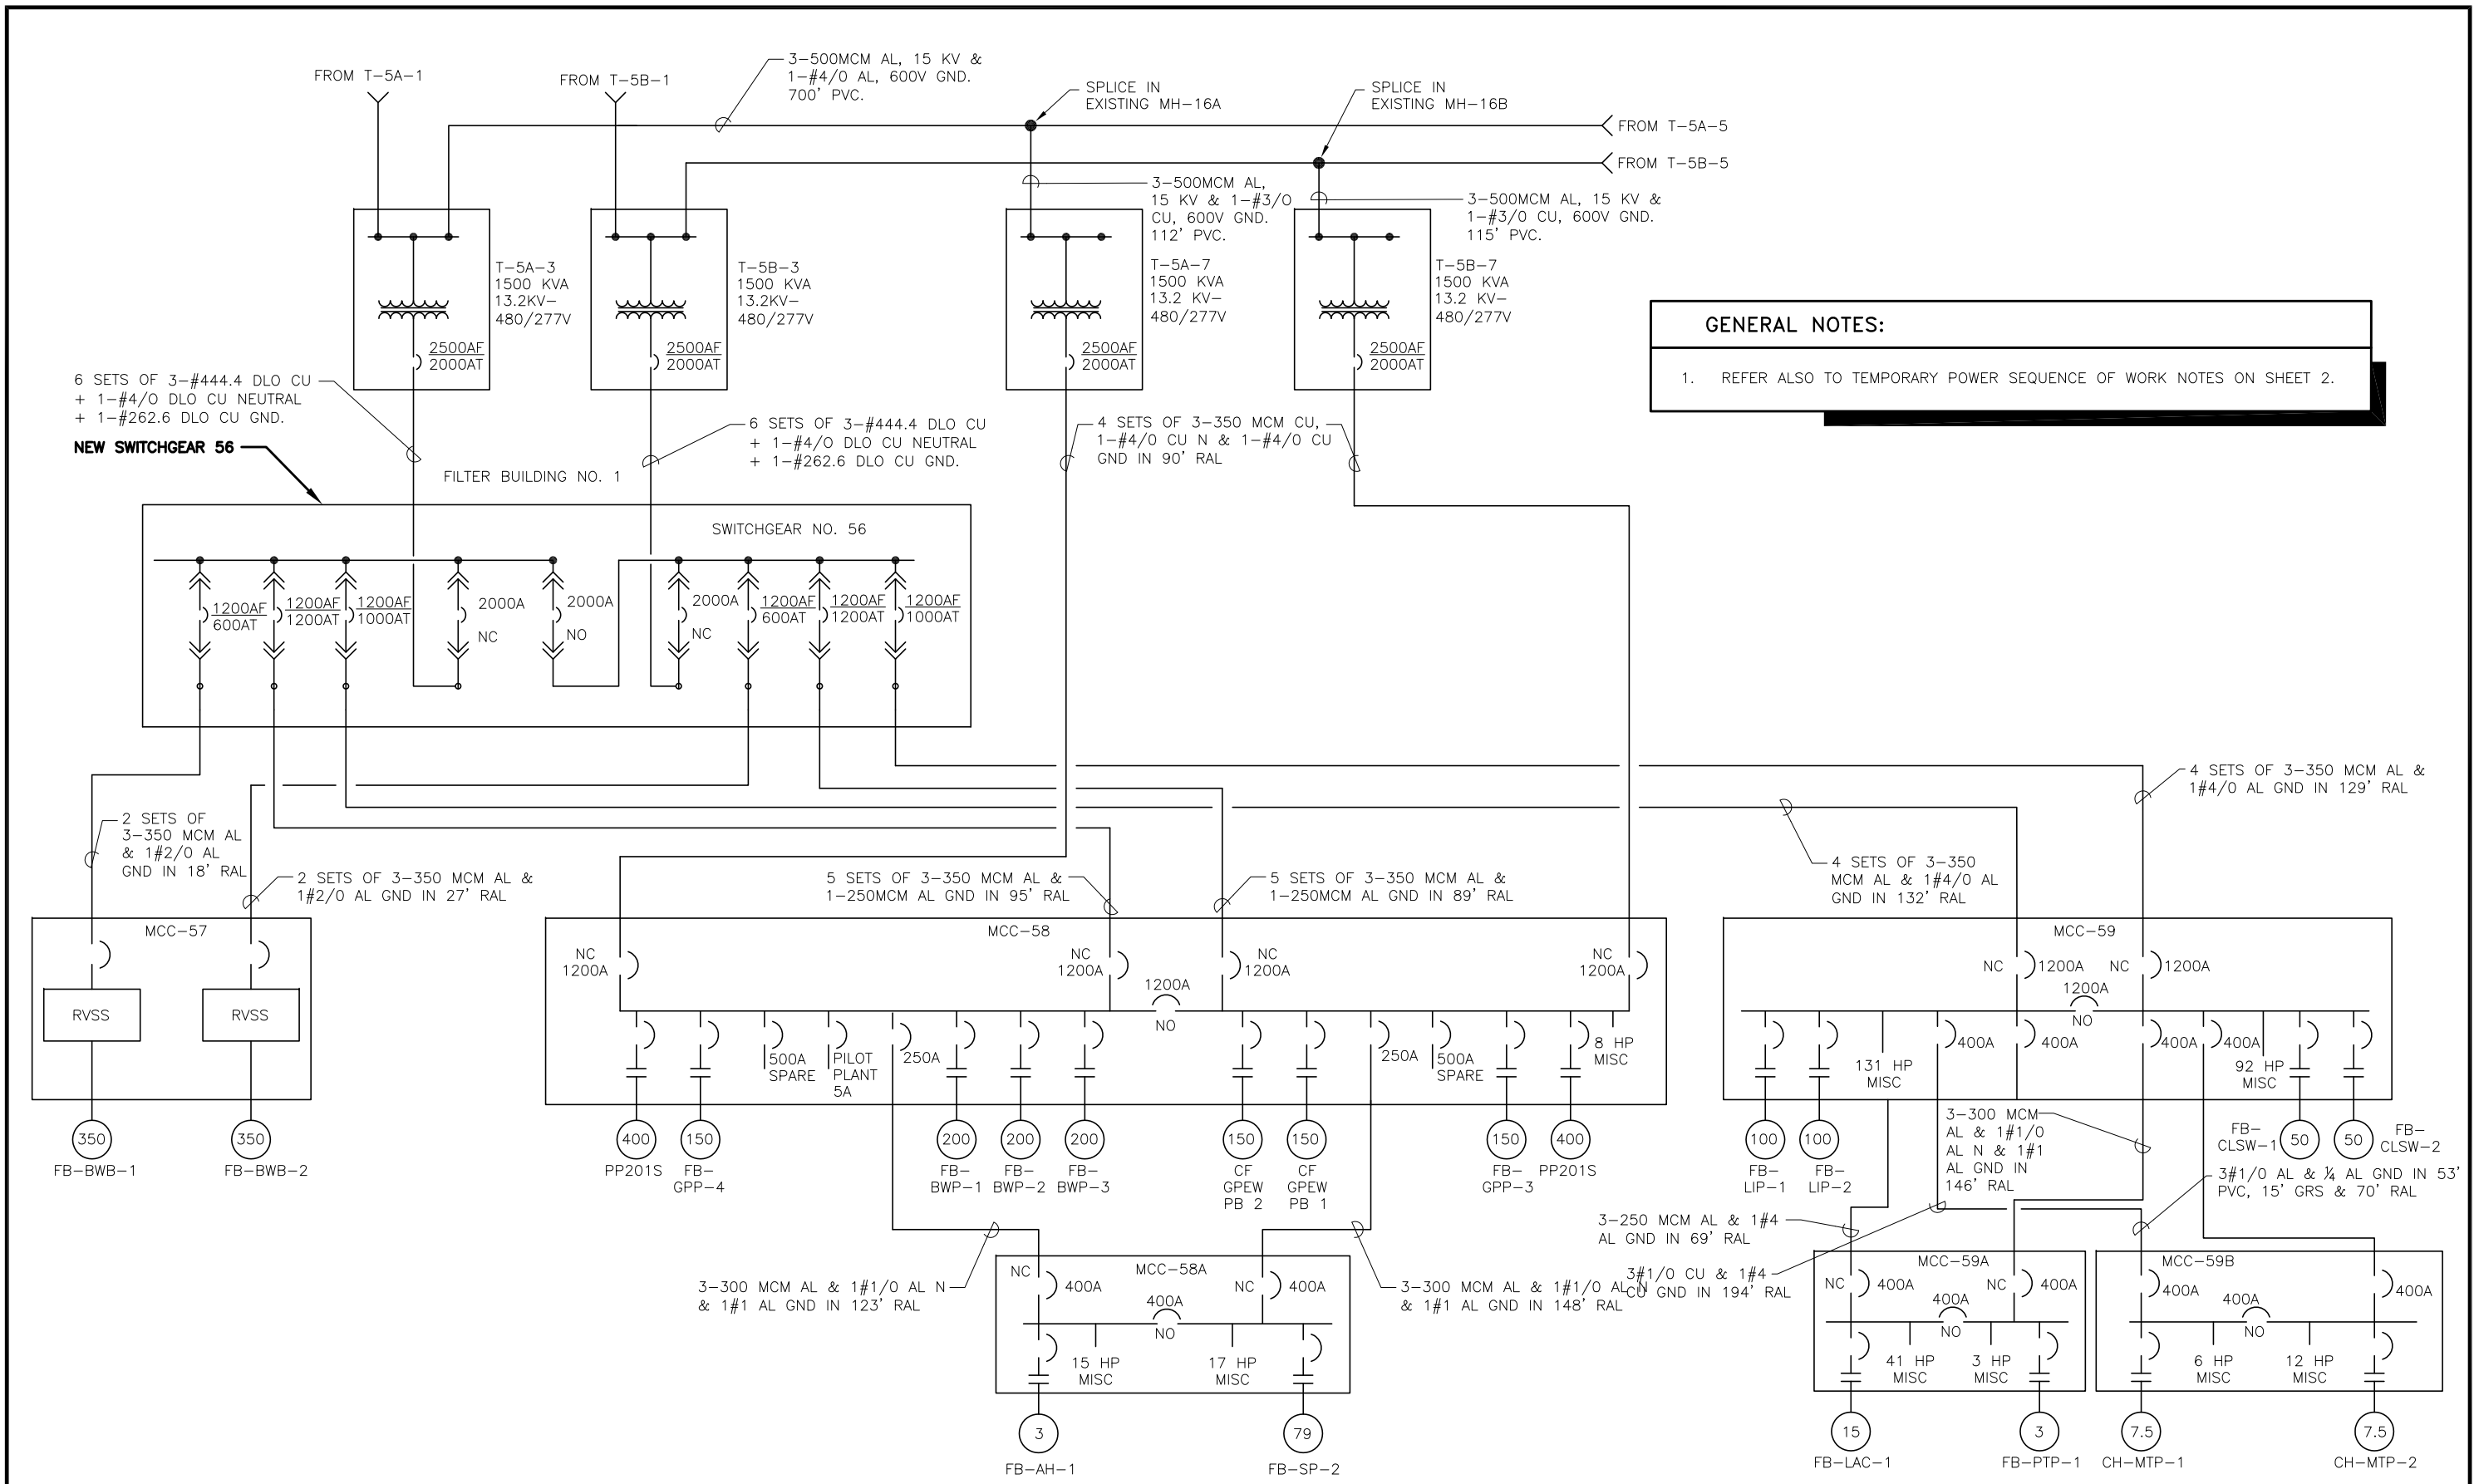 FROM T-5A-1
FROM T-5B-1
3-500MCM AL, 15 KV &
1-#4/0 AL, 600V GND.
700' PVC.
SPLICE IN
EXISTING MH-16A
SPLICE IN
EXISTING MH-16B
FROM T-5A-5
FROM T-5B-5
3-500MCM AL,
15 KV & 1-#3/0
CU, 600V GND.
112' PVC.
3-500MCM AL, 15 KV &
1-#3/0 CU, 600V GND.
115' PVC.
T-5A-3
1500 KVA
13.2KV-
480/277V
2500AF
2000AT
T-5B-3
1500 KVA
13.2KV-
480/277V
2500AF
2000AT
T-5A-7
1500 KVA
13.2 KV-
480/277V
2500AF
2000AT
T-5B-7
1500 KVA
13.2 KV-
480/277V
2500AF
2000AT
GENERAL NOTES:
1. REFER ALSO TO TEMPORARY POWER SEQUENCE OF WORK NOTES ON SHEET 2.
6 SETS OF 3-#444.4 DLO CU
+ 1-#4/0 DLO CU NEUTRAL
+ 1-#262.6 DLO CU GND.
NEW SWITCHGEAR 56
FILTER BUILDING NO. 1
6 SETS OF 3-#444.4 DLO CU
+ 1-#4/0 DLO CU NEUTRAL
+ 1-#262.6 DLO CU GND.
4 SETS OF 3-350 MCM CU,
1-#4/0 CU N & 1-#4/0 CU
GND IN 90' RAL
SWITCHGEAR NO. 56
1200AF
600AT
1200AF
1200AT
1200AF
1000AT
2000A
NC
2000A
NO
2000A
NC
1200AF
600AT
1200AF
1200AT
1200AF
1000AT
2 SETS OF
3-350 MCM AL
& 1#2/0 AL
GND IN 18' RAL
2 SETS OF 3-350 MCM AL &
1#2/0 AL GND IN 27' RAL
5 SETS OF 3-350 MCM AL &
1-250MCM AL GND IN 95' RAL
5 SETS OF 3-350 MCM AL &
1-250MCM AL GND IN 89' RAL
4 SETS OF 3-350
MCM AL & 1#4/0 AL
GND IN 132' RAL
4 SETS OF 3-350 MCM AL &
1#4/0 AL GND IN 129' RAL
MCC-57
RVSS
RVSS
350
FB-BWB-1
350
FB-BWB-2
MCC-58
NC
1200A
NC
1200A
1200A
NO
NC
1200A
NC
1200A
500A
SPARE
PILOT
PLANT
5A
250A
250A
500A
SPARE
8 HP
MISC
400
PP201S
150
FB-
GPP-4
200
FB-
BWP-1
200
FB-
BWP-2
200
FB-
BWP-3
150
CF
GPEW
PB 2
150
CF
GPEW
PB 1
150
FB-
GPP-3
400
PP201S
MCC-59
NC
1200A
NC
1200A
1200A
NO
131 HP
MISC
400A
400A
400A
400A
92 HP
MISC
100
FB-
LIP-1
100
FB-
LIP-2
FB-
CLSW-1
50
50
FB-
CLSW-2
3-300 MCM
AL & 1#1/0
AL N & 1#1
AL GND IN
146' RAL
3#1/0 AL & ¼ AL GND IN 53'
PVC, 15' GRS & 70' RAL
3-250 MCM AL & 1#4
AL GND IN 69' RAL
3#1/0 CU & 1#4
CU GND IN 194' RAL
3-300 MCM AL & 1#1/0 AL N
& 1#1 AL GND IN 123' RAL
3-300 MCM AL & 1#1/0 AL N
& 1#1 AL GND IN 148' RAL
MCC-58A
NC
400A
NC
400A
400A
NO
15 HP
MISC
17 HP
MISC
3
FB-AH-1
79
FB-SP-2
MCC-59A
NC
400A
NC
400A
400A
NO
41 HP
MISC
3 HP
MISC
15
FB-LAC-1
3
FB-PTP-1
MCC-59B
400A
400A
400A
NO
6 HP
MISC
12 HP
MISC
7.5
CH-MTP-1
7.5
CH-MTP-2